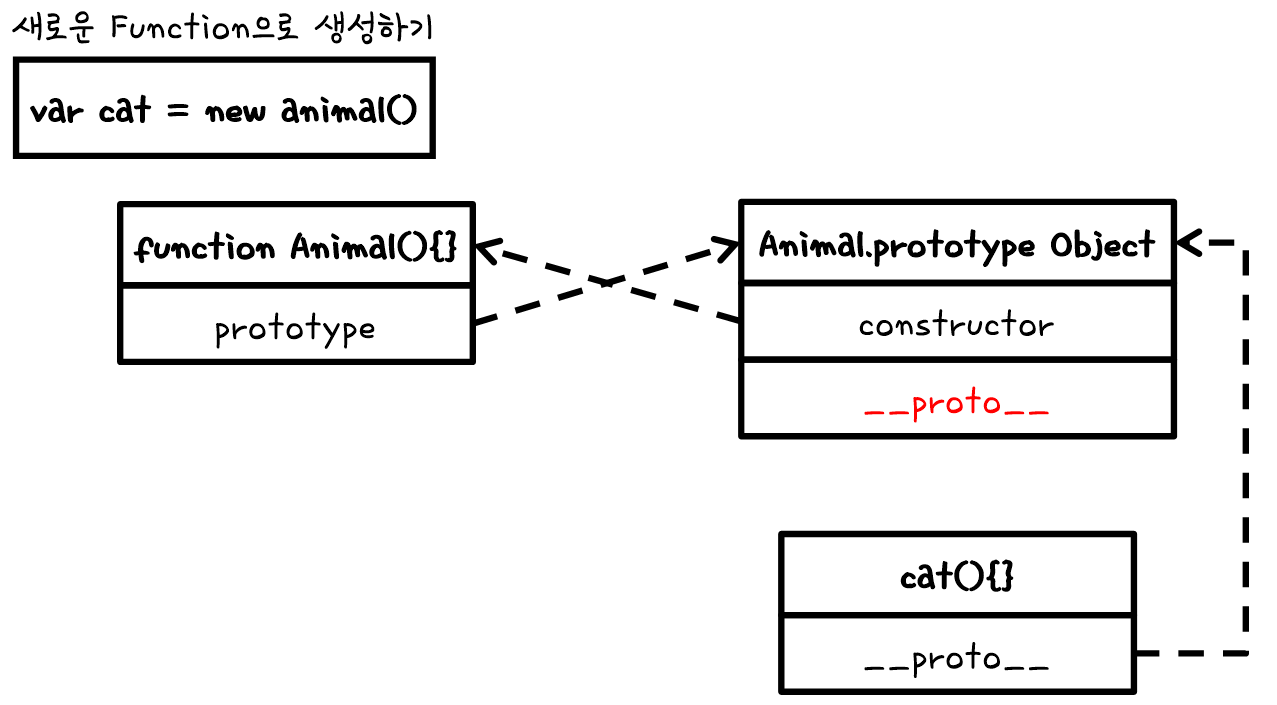 새로운 Function으로 생성하기
var cat = new animal()
function Animal(){}
prototype
Animal.prototype Object
constructor
__proto__
cat(){}
__proto__